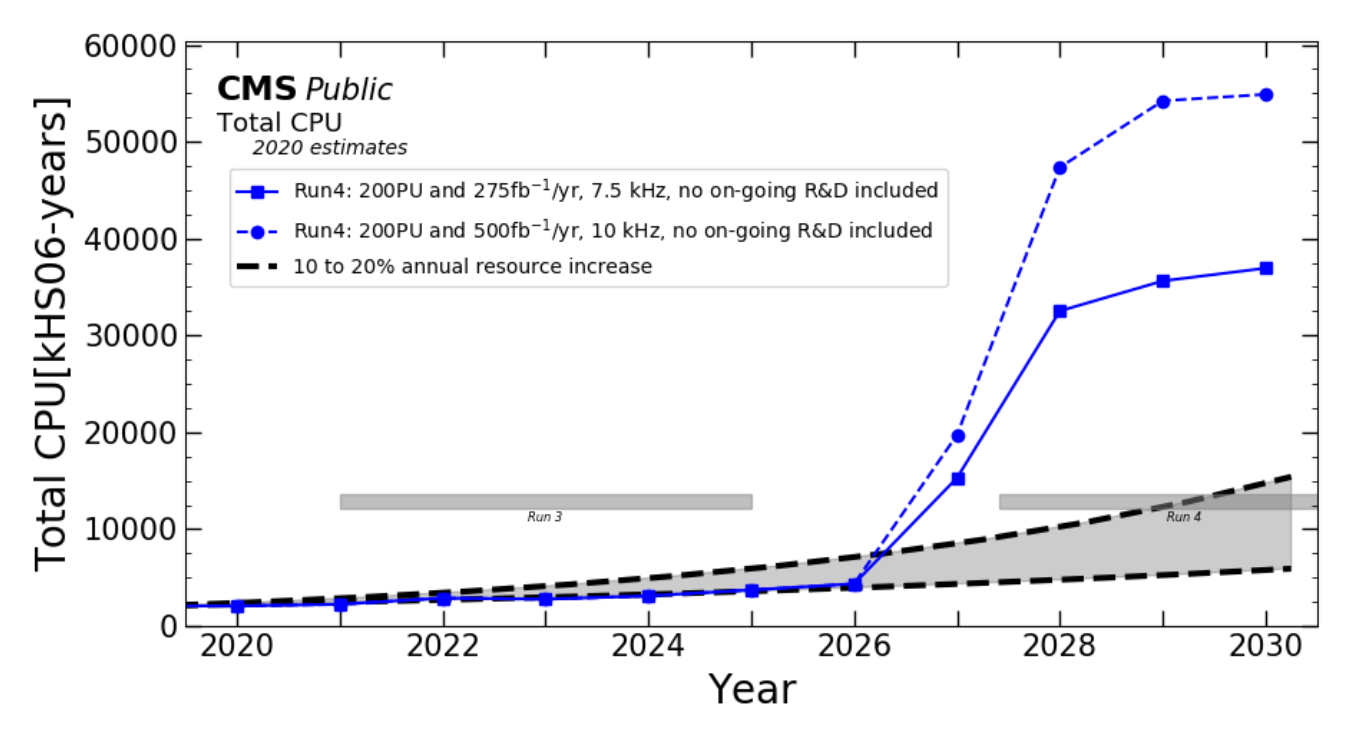 60000
50000
40000
30000
20000
10000
0
Total CPU[kHS06-years]
CMS Public
Total CPU
2020 estimates
Run4: 200PU and 275fb⁻¹/yr, 7.5 kHz, no on-going R&D included
Run4: 200PU and 500fb⁻¹/yr, 10 kHz, no on-going R&D included
10 to 20% annual resource increase
Run 3
Run 4
2020 2022 2024 2026 2028 2030
Year